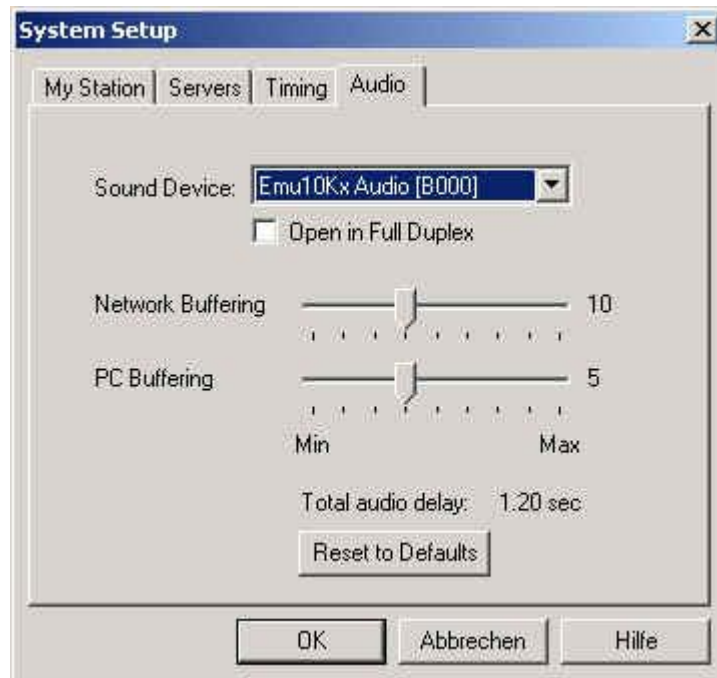 System Setup
My Station Servers Timing Audio
Sound Device: Emu10Kx Audio [B000]
Open in Full Duplex
Network Buffering 10
PC Buffering 5
Min Max
Total audio delay: 1.20 sec
Reset to Defaults
OK Abbrechen Hilfe